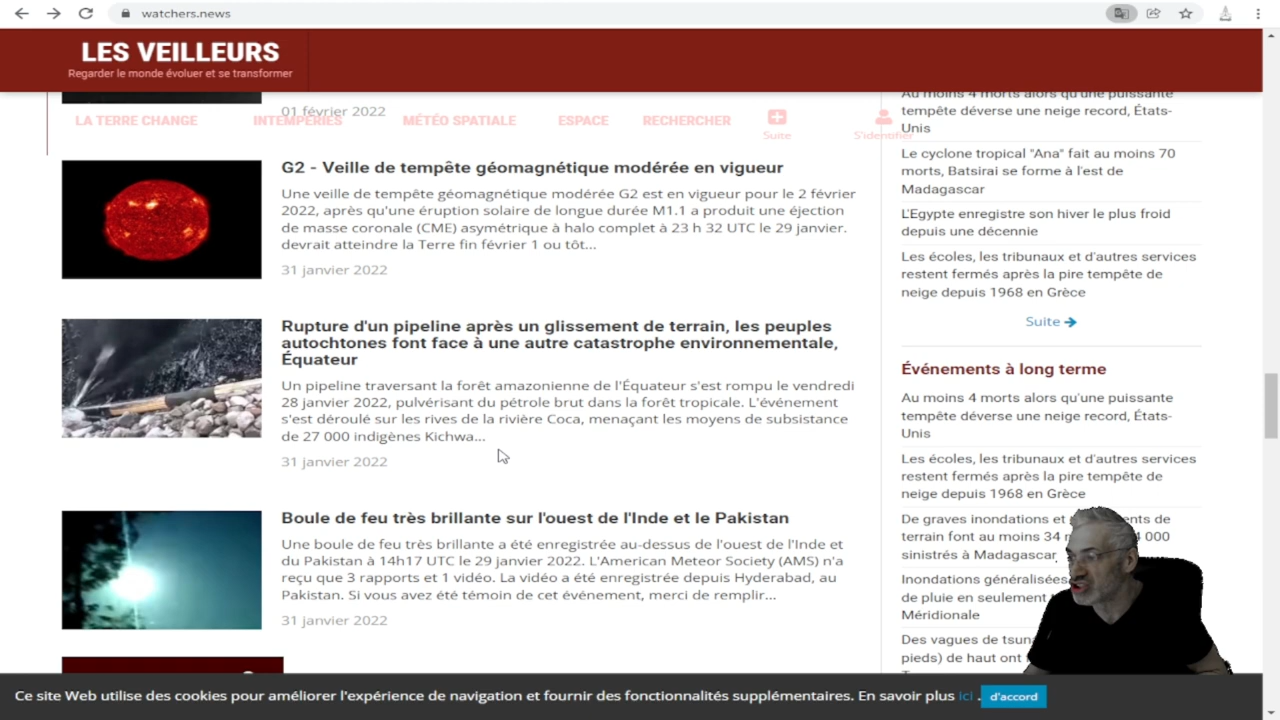 watchers.news
LES VEILLEURS
Regarder le monde évoluer et se transformer
LA TERRE CHANGE
INTEMPÉRIES
MÉTÉO SPATIALE
ESPACE
RECHERCHER
Suite
S'identifier
01 février 2022
G2 - Veille de tempête géomagnétique modérée en vigueur
Une veille de tempête géomagnétique modérée G2 est en vigueur pour le 2 février
2022, après qu'une éruption solaire de longue durée M1.1 a produit une éjection
de masse coronale (CME) asymétrique à halo complet à 23 h 32 UTC le 29 janvier.
devrait atteindre la Terre fin février 1 ou tôt...
31 janvier 2022
Rupture d'un pipeline après un glissement de terrain, les peuples
autochtones font face à une autre catastrophe environnementale,
Équateur
Un pipeline traversant la forêt amazonienne de l'Équateur s'est rompu le vendredi
28 janvier 2022, pulvérisant du pétrole brut dans la forêt tropicale. L'événement
s'est déroulé sur les rives de la rivière Coca, menaçant les moyens de subsistance
de 27 000 indigènes Kichwa...
31 janvier 2022
Boule de feu très brillante sur l'ouest de l'Inde et le Pakistan
Une boule de feu très brillante a été enregistrée au-dessus de l'ouest de l'Inde et
du Pakistan à 14h17 UTC le 29 janvier 2022. L'American Meteor Society (AMS) n'a
reçu que 3 rapports et 1 vidéo. La vidéo a été enregistrée depuis Hyderabad, au
Pakistan. Si vous avez été témoin de cet événement, merci de remplir...
31 janvier 2022
Au moins 4 morts alors qu'une puissante
tempête déverse une neige record, États-
Unis
Le cyclone tropical "Ana" fait au moins 70
morts, Batsirai se forme à l'est de
Madagascar
L'Egypte enregistre son hiver le plus froid
depuis une décennie
Les écoles, les tribunaux et d'autres services
restent fermés après la pire tempête de
neige depuis 1968 en Grèce
Suite
Événements à long terme
Au moins 4 morts alors qu'une puissante
tempête déverse une neige record, États-
Unis
Les écoles, les tribunaux et d'autres services
restent fermés après la pire tempête de
neige depuis 1968 en Grèce
De graves inondations et ents de
terrain font au moins 34 000
sinistrés à Madagascar
Inondations généralisées
de pluie en seulement
Méridionale
Des vagues de
pieds) de haut ont
Ce site Web utilise des cookies pour améliorer l'expérience de navigation et fournir des fonctionnalités supplémentaires. En savoir plus ici .
d'accord